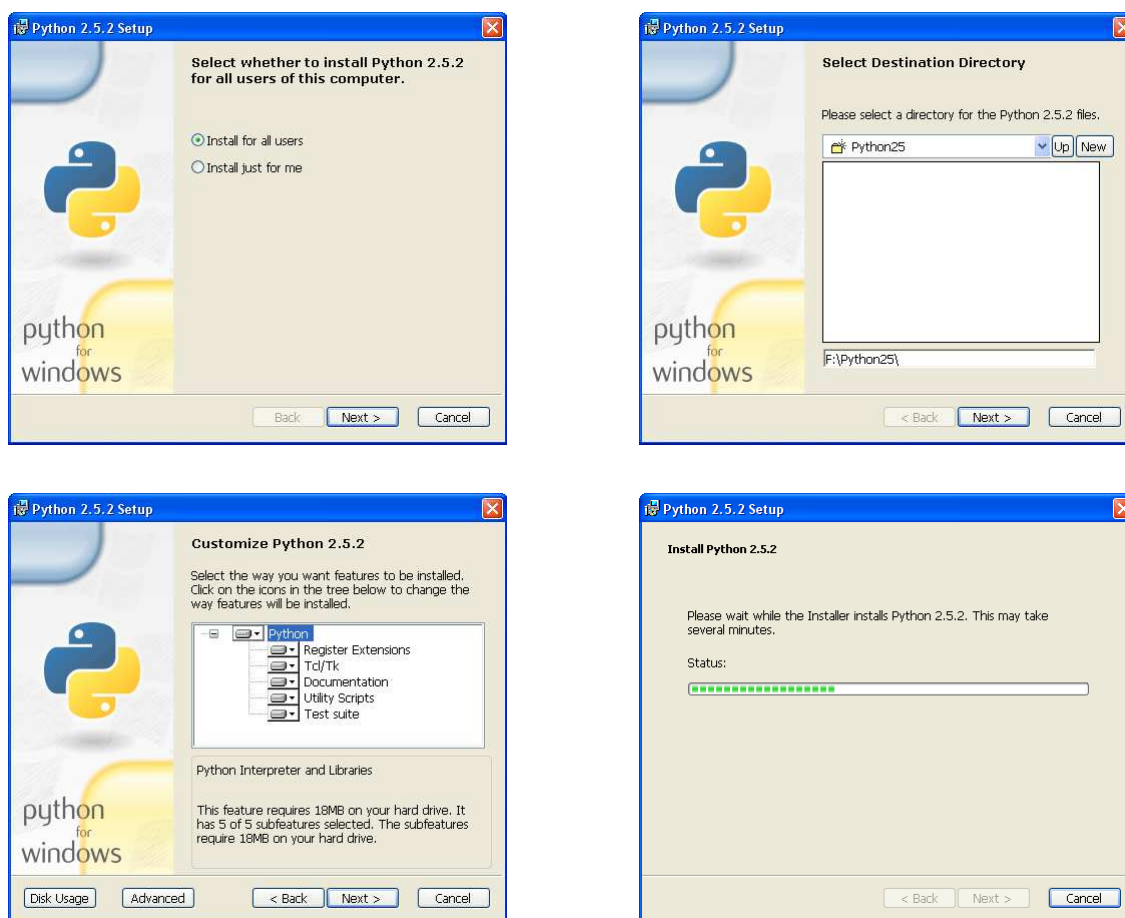 Python 2.5.2 Setup
Select whether to install Python 2.5.2
for all users of this computer.
Install for all users
Install just for me
python
for
windows
Back
Next >
Cancel
Python 2.5.2 Setup
Select Destination Directory
Please select a directory for the Python 2.5.2 files.
Python25
Up
New
F:\Python25\
python
for
windows
< Back
Next >
Cancel
Python 2.5.2 Setup
Customize Python 2.5.2
Select the way you want features to be installed.
Click on the icons in the tree below to change the
way features will be installed.
Python
Register Extensions
Tcl/Tk
Documentation
Utility Scripts
Test suite
Python Interpreter and Libraries
This feature requires 18MB on your hard drive. It
has 5 of 5 subfeatures selected. The subfeatures
require 18MB on your hard drive.
python
for
windows
Disk Usage
Advanced
< Back
Next >
Cancel
Python 2.5.2 Setup
Install Python 2.5.2
Please wait while the Installer installs Python 2.5.2. This may take
several minutes.
Status:
< Back
Next >
Cancel